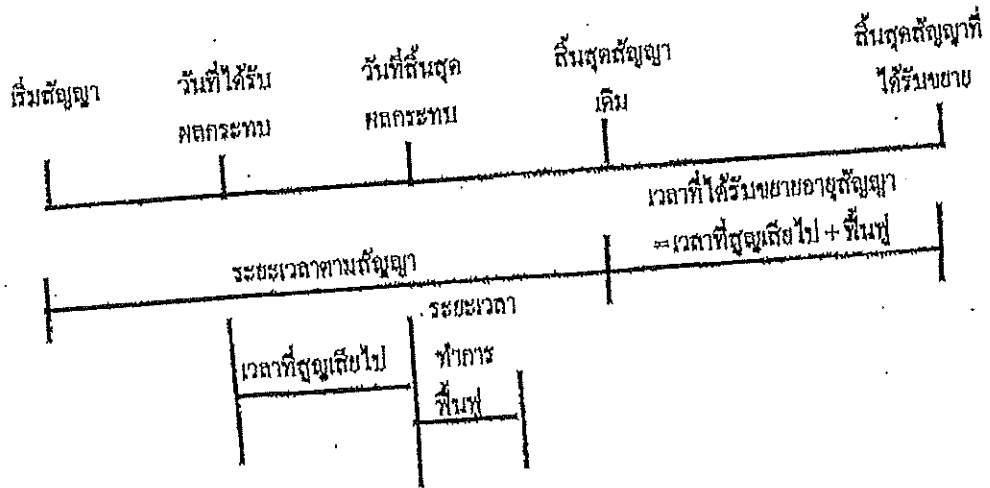 เริ่มสัญญา
วันที่ได้รับ
ผลกระทบ
วันที่สิ้นสุด
ผลกระทบ
สิ้นสุดสัญญา
เดิม
สิ้นสุดสัญญาที่
ได้รับขยาย
เวลาที่ได้รับขยายอายุสัญญา
=เวลาที่สูญเสียไป + ฟื้นฟู
ระยะเวลาตามสัญญา
เวลาที่สูญเสียไป
ระยะเวลา
ทำการ
ฟื้นฟู